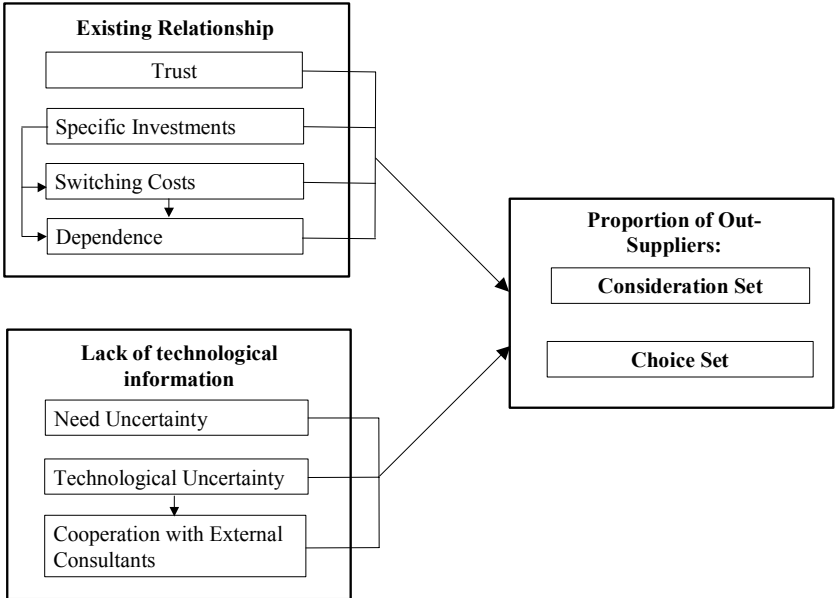 Existing Relationship
Trust
Specific Investments
Switching Costs
Dependence
Proportion of Out-
Suppliers:
Consideration Set
Choice Set
Lack of technological
information
Need Uncertainty
Technological Uncertainty
Cooperation with External
Consultants